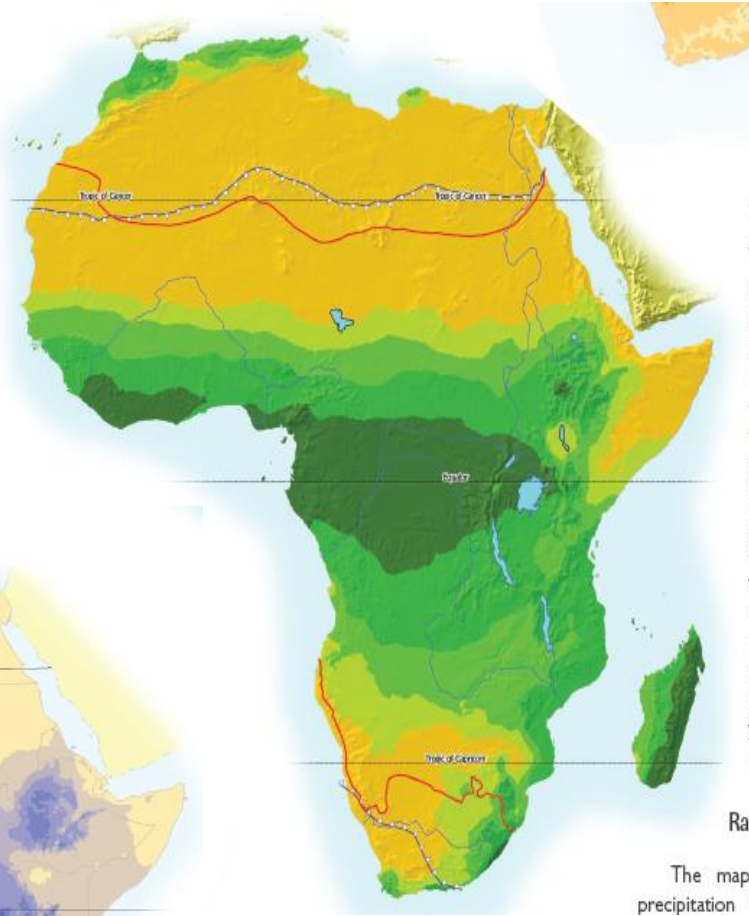 Tropic of Cancer
Tropic of Cancer
Equator
Tropic of Capricorn
Ra
The map
precipitation